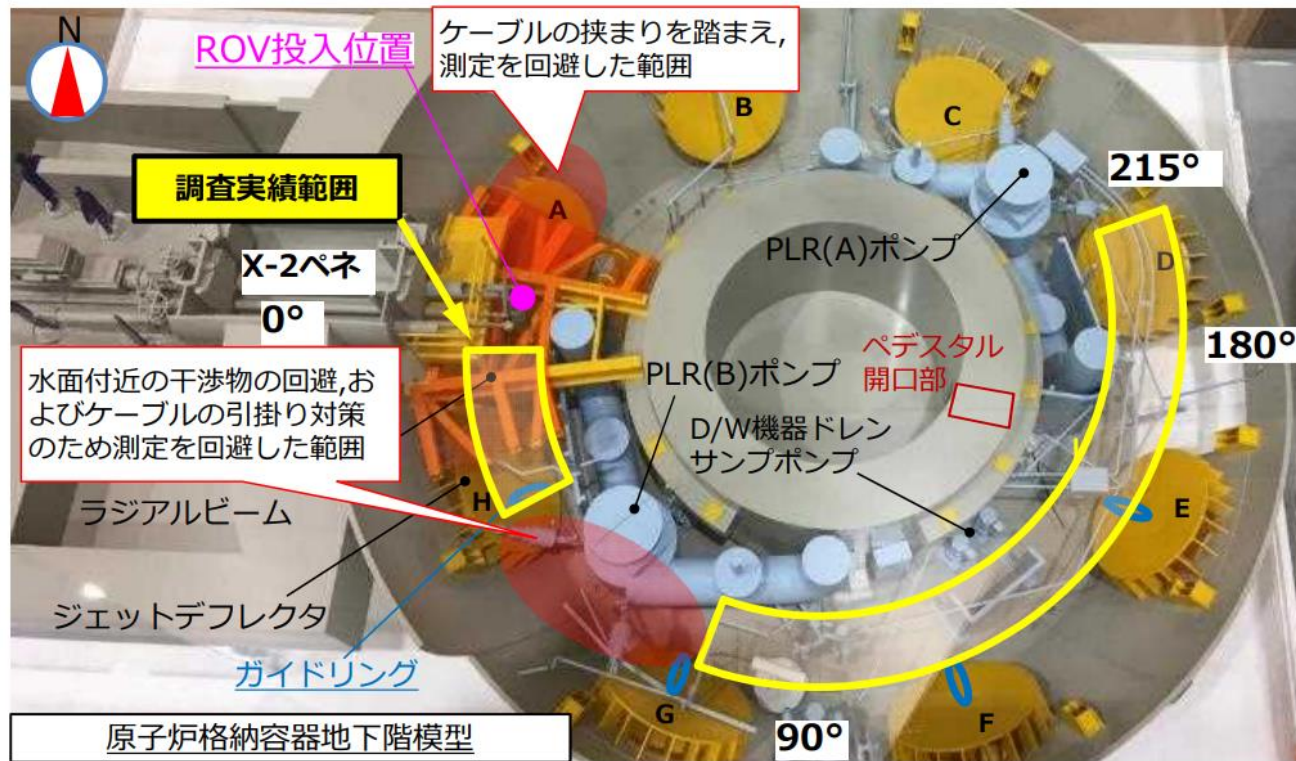 N
ROV投入位置
ケーブルの挟まりを踏まえ,
測定を回避した範囲
B
C
調査実績範囲
A
215°
X-2ペネ
PLR(A)ポンプ
D
0°
180°
水面付近の干渉物の回避,お
よびケーブルの引掛り対策
のため測定を回避した範囲
PLR(B)ポンプ
ペデスタル
開口部
D/W機器ドレン
サンプポンプ
H
E
ラジアルビーム
ジェットデフレクタ
ガイドリング
G
F
90°
原子炉格納容器地下階模型